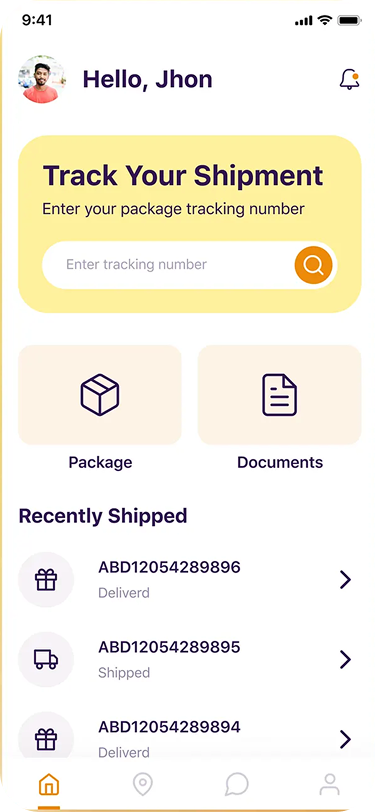 9:41
Hello, Jhon
Track Your Shipment
Enter your package tracking number
Enter tracking number
Package
Documents
Recently Shipped
ABD12054289896
Deliverd
ABD12054289895
Shipped
ABD12054289894
Deliverd